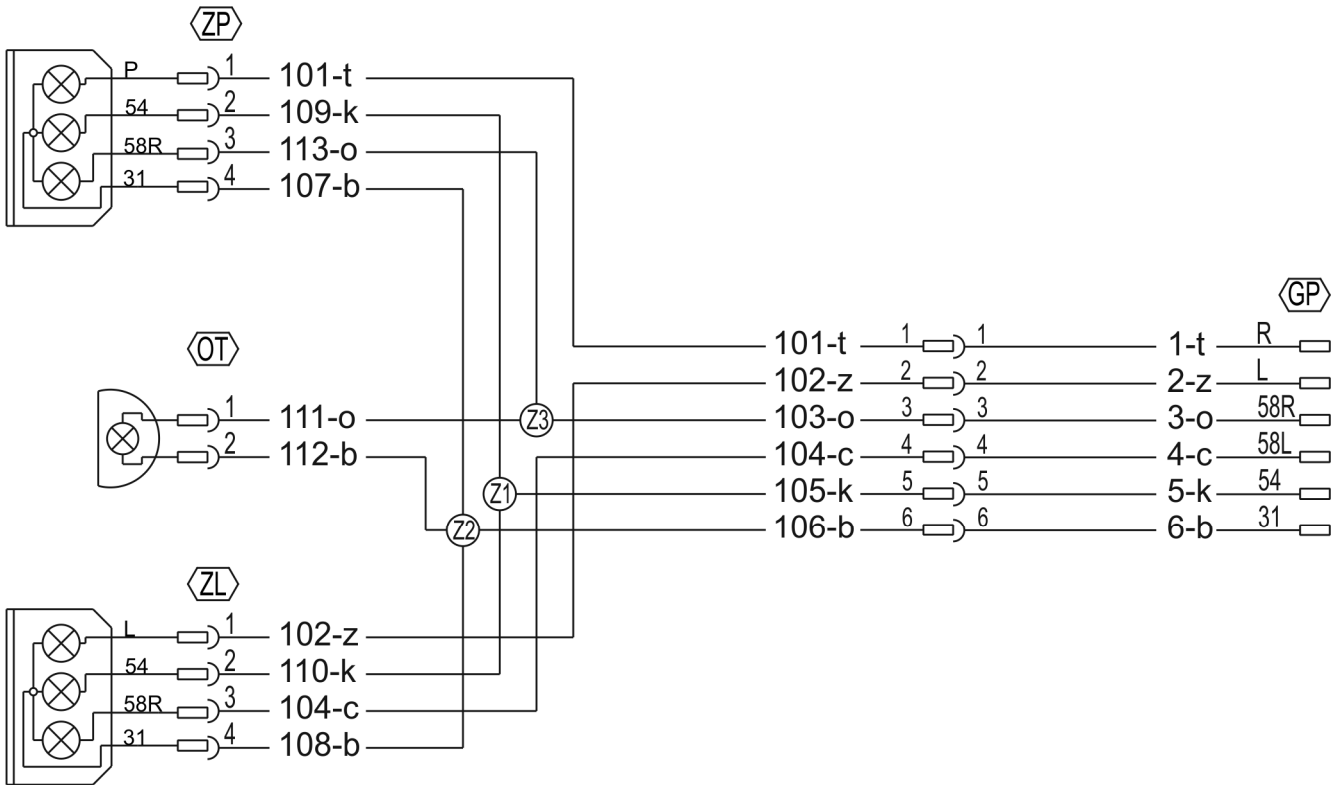 ZP
P 1 101-t
54 2 109-k
58R 3 113-o
31 4 107-b
GP
OT
101-t 1 1 1-t R
102-z 2 2 2-z L
1 111-o Z3 103-o 3 3 3-o 58R
2 112-b 104-c 4 4 4-c 58L
Z1 105-k 5 5 5-k 54
Z2 106-b 6 6 6-b 31
ZL
L 1 102-z
54 2 110-k
58R 3 104-c
31 4 108-b